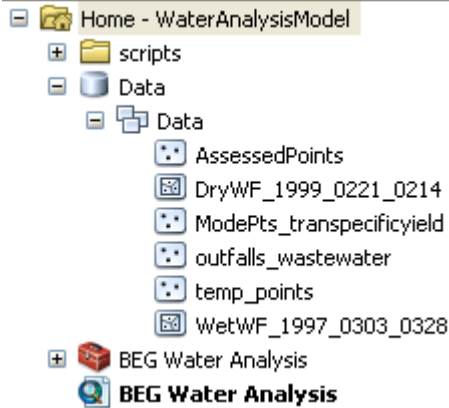 Home - WaterAnalysisModel
scripts
Data
Data
AssessedPoints
DryWF_1999_0221_0214
ModePts_transpecificyield
outfalls_wastewater
temp_points
WetWF_1997_0303_0328
BEG Water Analysis
BEG Water Analysis